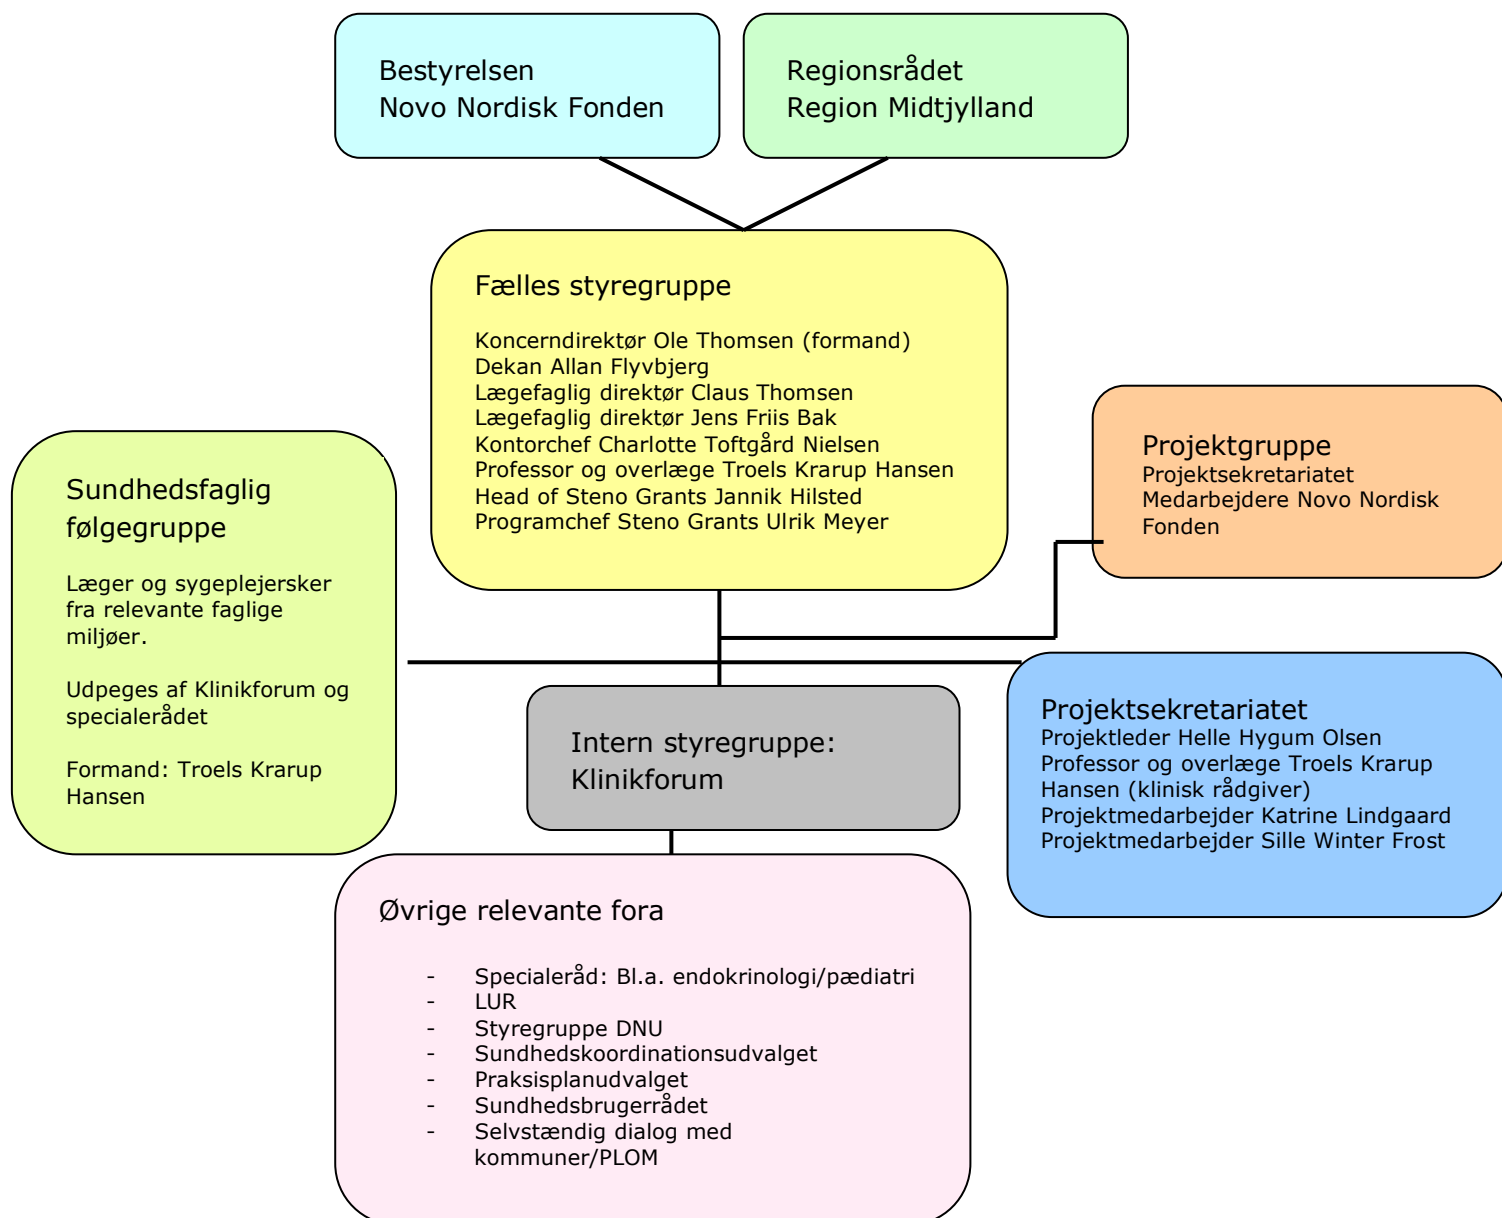 Bestyrelsen
Novo Nordisk Fonden
Regionsrådet
Region Midtjylland
Fælles styregruppe
Koncerndirektør Ole Thomsen (formand)
Dekan Allan Flyvbjerg
Lægefaglig direktør Claus Thomsen
Lægefaglig direktør Jens Friis Bak
Kontorchef Charlotte Toftgård Nielsen
Professor og overlæge Troels Krarup Hansen
Head of Steno Grants Jannik Hilsted
Programchef Steno Grants Ulrik Meyer
Projektgruppe
Projektsekretariatet
Medarbejdere Novo Nordisk
Fonden
Sundhedsfaglig
følgegruppe
Læger og sygeplejersker
fra relevante faglige
miljøer.
Udpeges af Klinikforum og
specialerådet
Formand: Troels Krarup
Hansen
Intern styregruppe:
Klinikforum
Projektsekretariatet
Projektleder Helle Hygum Olsen
Professor og overlæge Troels Krarup
Hansen (klinisk rådgiver)
Projektmedarbejder Katrine Lindgaard
Projektmedarbejder Sille Winter Frost
Øvrige relevante fora
- Specialeråd: Bl.a. endokrinologi/pædiatri
- LUR
- Styregruppe DNU
- Sundhedskoordinationsudvalget
- Praksisplanudvalget
- Sundhedsbrugerrådet
- Selvstændig dialog med
kommuner/PLOM